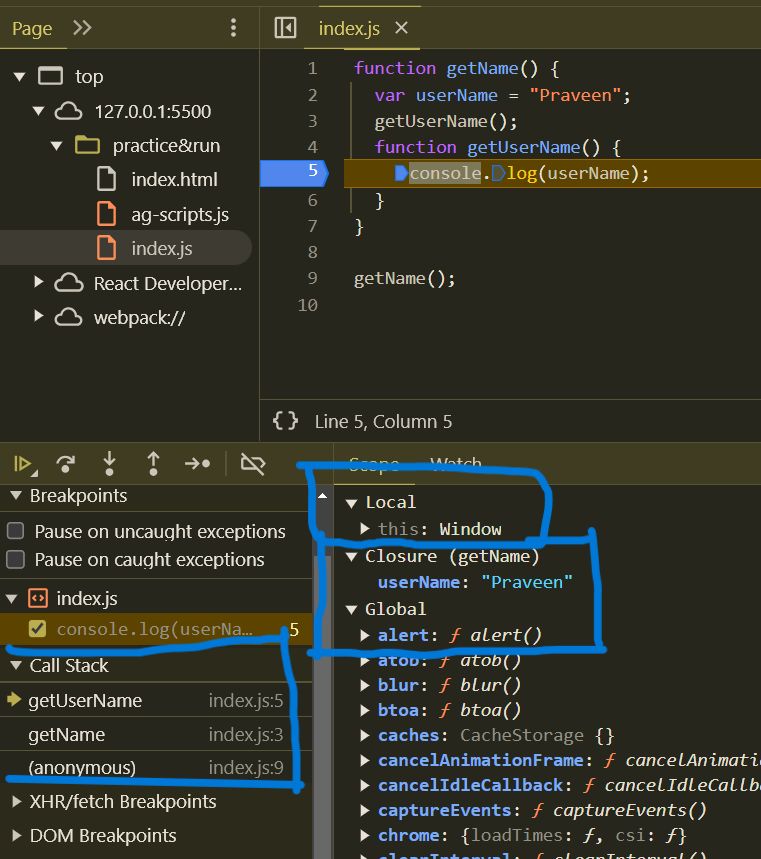 Page
index.js
top
127.0.0.1:5500
practice&run
index.html
ag-scripts.js
index.js
React Developer...
webpack://
1 function getName() {
2 var userName = "Praveen";
3 getUserName();
4 function getUserName() {
5 console.log(userName);
6 }
7 }
8
9 getName();
10
{} Line 5, Column 5
Scope Watch
Breakpoints
Pause on uncaught exceptions
Pause on caught exceptions
index.js
console.log(userNa... 5
Call Stack
getUserName index.js:5
getName index.js:3
(anonymous) index.js:9
XHR/fetch Breakpoints
DOM Breakpoints
Local
this: Window
Closure (getName)
userName: "Praveen"
Global
alert: ƒ alert()
atob: ƒ atob()
blur: ƒ blur()
btoa: ƒ btoa()
caches: CacheStorage {}
cancelAnimationFrame: ƒ cancelAnimati
cancelIdleCallback: ƒ cancelIdleCallb
captureEvents: ƒ captureEvents()
chrome: {loadTimes: ƒ, csi: ƒ}